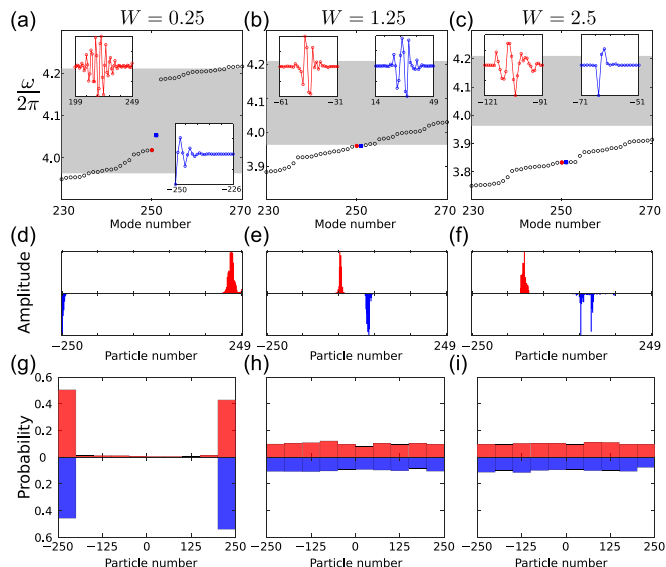 (a) W = 0.25 (b) W = 1.25 (c) W = 2.5
ω/2π
4.2
4.1
4.0
199 249
−250 −226
230 250 270
Mode number
4.2
4.1
4.0
3.9
−61 −31
14 49
230 250 270
Mode number
4.2
4.1
4.0
3.9
3.8
−121 −91
−71 −51
230 250 270
Mode number
(d) (e) (f)
Amplitude
−250 249
Particle number
−250 249
Particle number
−250 249
Particle number
(g) (h) (i)
Probability
0.6
0.4
0.2
0
0.2
0.4
0.6
−250 −125 0 125 250
Particle number
−250 −125 0 125 250
Particle number
−250 −125 0 125 250
Particle number